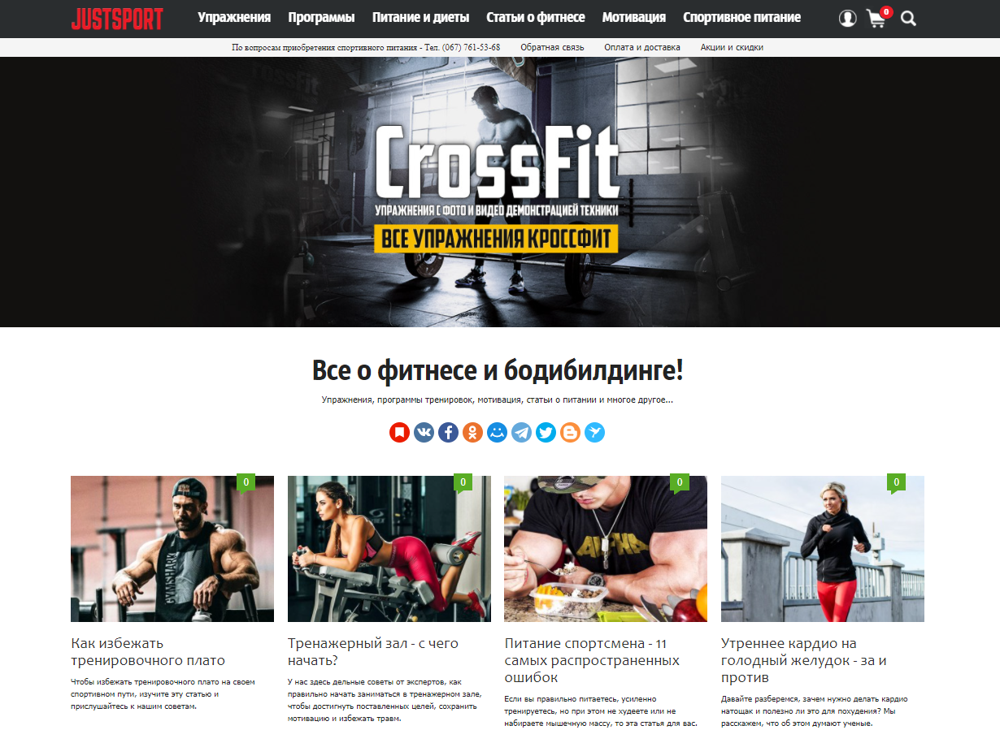 JUSTSPORT
Упражнения Программы Питание и диеты Статьи о фитнесе Мотивация Спортивное питание
0
По вопросам приобретения спортивного питания - Тел. (067) 761-53-68 Обратная связь Оплата и доставка Акции и скидки
CrossFit
УПРАЖНЕНИЯ С ФОТО И ВИДЕО ДЕМОНСТРАЦИЕЙ ТЕХНИКИ
ВСЕ УПРАЖНЕНИЯ КРОССФИТ
Все о фитнесе и бодибилдинге!
Упражнения, программы тренировок, мотивация, статьи о питании и многое другое...
0
GYMSHARK
Как избежать
тренировочного плато
Чтобы избежать тренировочного плато на своем
спортивном пути, изучите эту статью и
прислушайтесь к нашим советам.
0
Тренажерный зал - с чего
начать?
У нас здесь дельные советы от экспертов, как
правильно начать заниматься в тренажерном зале,
чтобы достигнуть поставленных целей, сохранить
мотивацию и избежать травм.
0
Питание спортсмена - 11
самых распространенных
ошибок
Если вы правильно питаетесь, усиленно
тренируетесь, но при этом не худеете или не
набираете мышечную массу, то эта статья для вас.
0
Утреннее кардио на
голодный желудок - за и
против
Давайте разберемся, зачем нужно делать кардио
натощак и полезно ли это для похудения? Мы
расскажем, что об этом думают ученые.